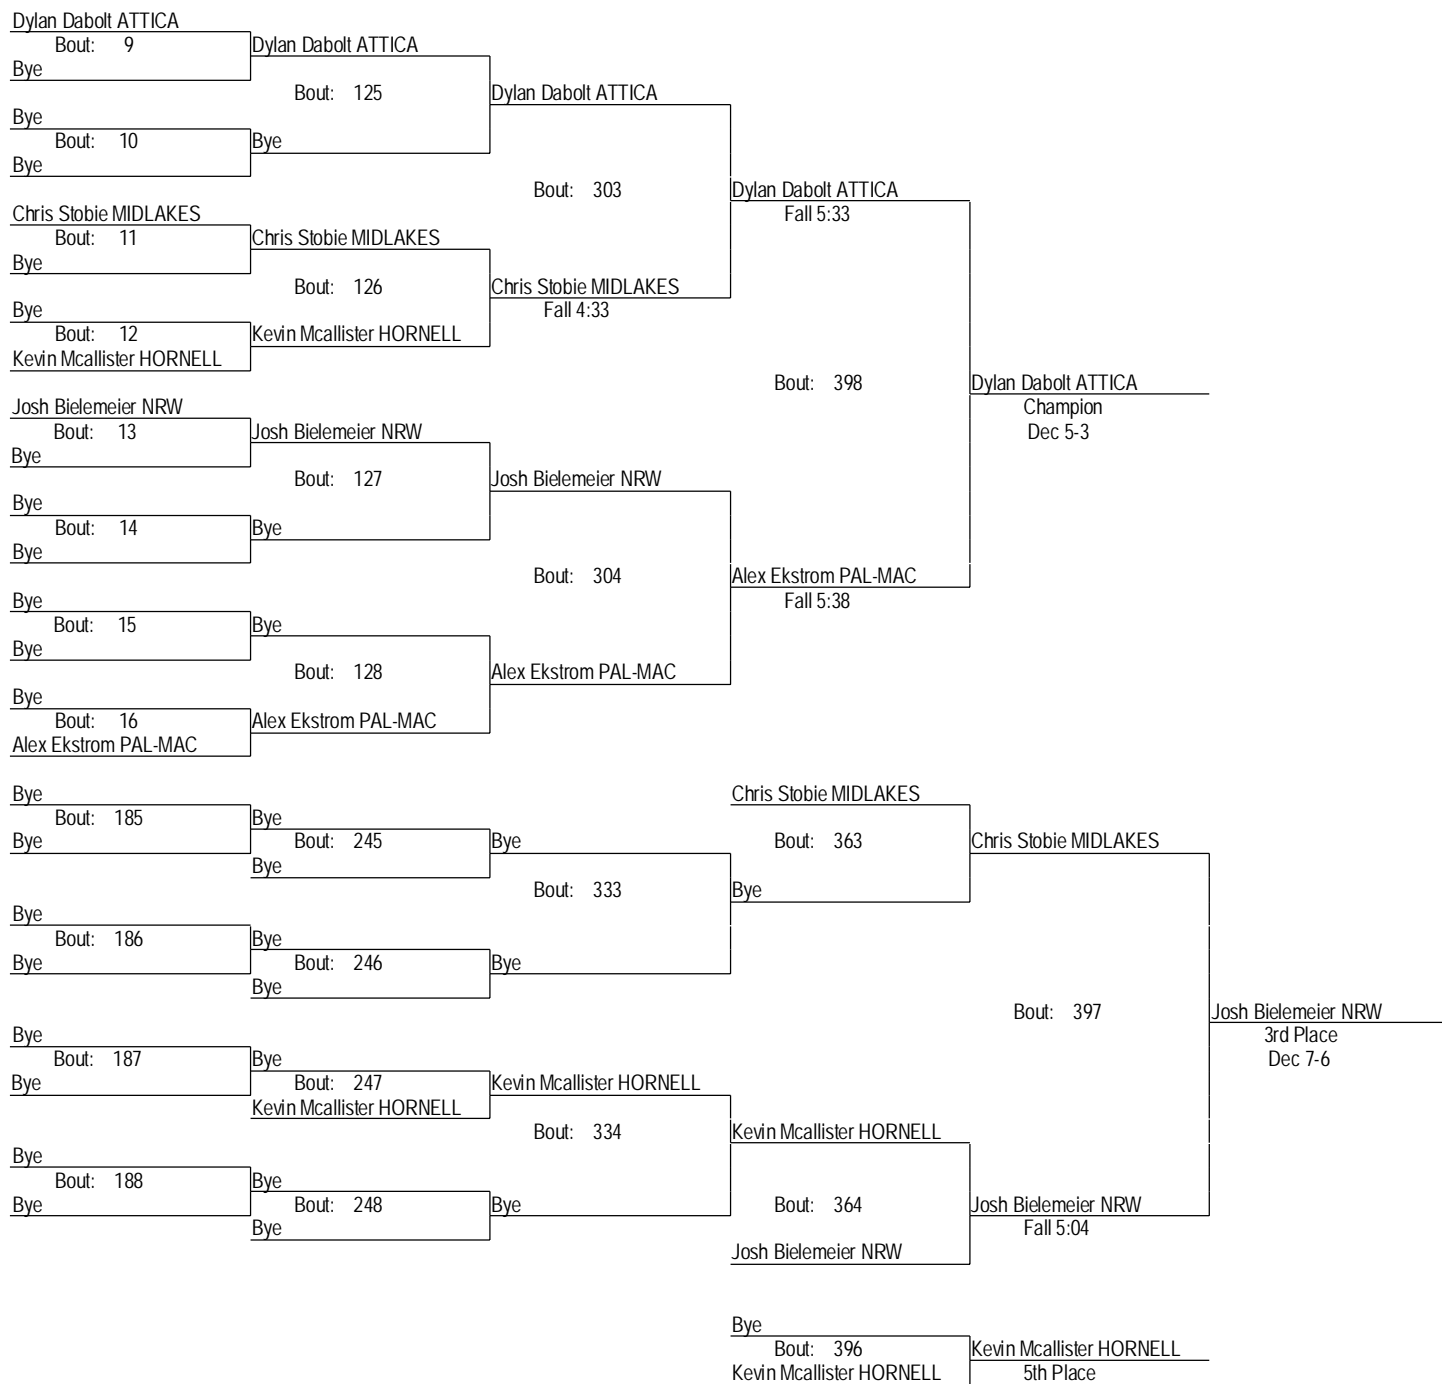 Dylan Dabolt ATTICA
Bout: 9
Dylan Dabolt ATTICA
Bye
Bout: 125
Dylan Dabolt ATTICA
Bye
Bout: 10
Bye
Bye
Bout: 303
Dylan Dabolt ATTICA
Fall 5:33
Chris Stobie MIDLAKES
Bout: 11
Chris Stobie MIDLAKES
Bye
Bout: 126
Chris Stobie MIDLAKES
Fall 4:33
Bye
Bout: 12
Kevin Mcallister HORNELL
Kevin Mcallister HORNELL
Bout: 398
Dylan Dabolt ATTICA
Champion
Dec 5-3
Josh Bielemeier NRW
Bout: 13
Josh Bielemeier NRW
Bye
Bout: 127
Josh Bielemeier NRW
Bye
Bout: 14
Bye
Bye
Bout: 304
Alex Ekstrom PAL-MAC
Fall 5:38
Bye
Bout: 15
Bye
Bye
Bout: 128
Alex Ekstrom PAL-MAC
Bye
Bout: 16
Alex Ekstrom PAL-MAC
Alex Ekstrom PAL-MAC
Bye
Chris Stobie MIDLAKES
Bout: 185
Bye
Bye
Bout: 245
Bye
Bout: 363
Chris Stobie MIDLAKES
Bye
Bout: 333
Bye
Bye
Bout: 186
Bye
Bye
Bout: 246
Bye
Bye
Bout: 397
Josh Bielemeier NRW
3rd Place
Dec 7-6
Bye
Bout: 187
Bye
Bye
Bout: 247
Kevin Mcallister HORNELL
Kevin Mcallister HORNELL
Bout: 334
Kevin Mcallister HORNELL
Bye
Bout: 188
Bye
Bye
Bout: 248
Bye
Bout: 364
Josh Bielemeier NRW
Fall 5:04
Bye
Josh Bielemeier NRW
Bye
Bout: 396
Kevin Mcallister HORNELL
Kevin Mcallister HORNELL
5th Place